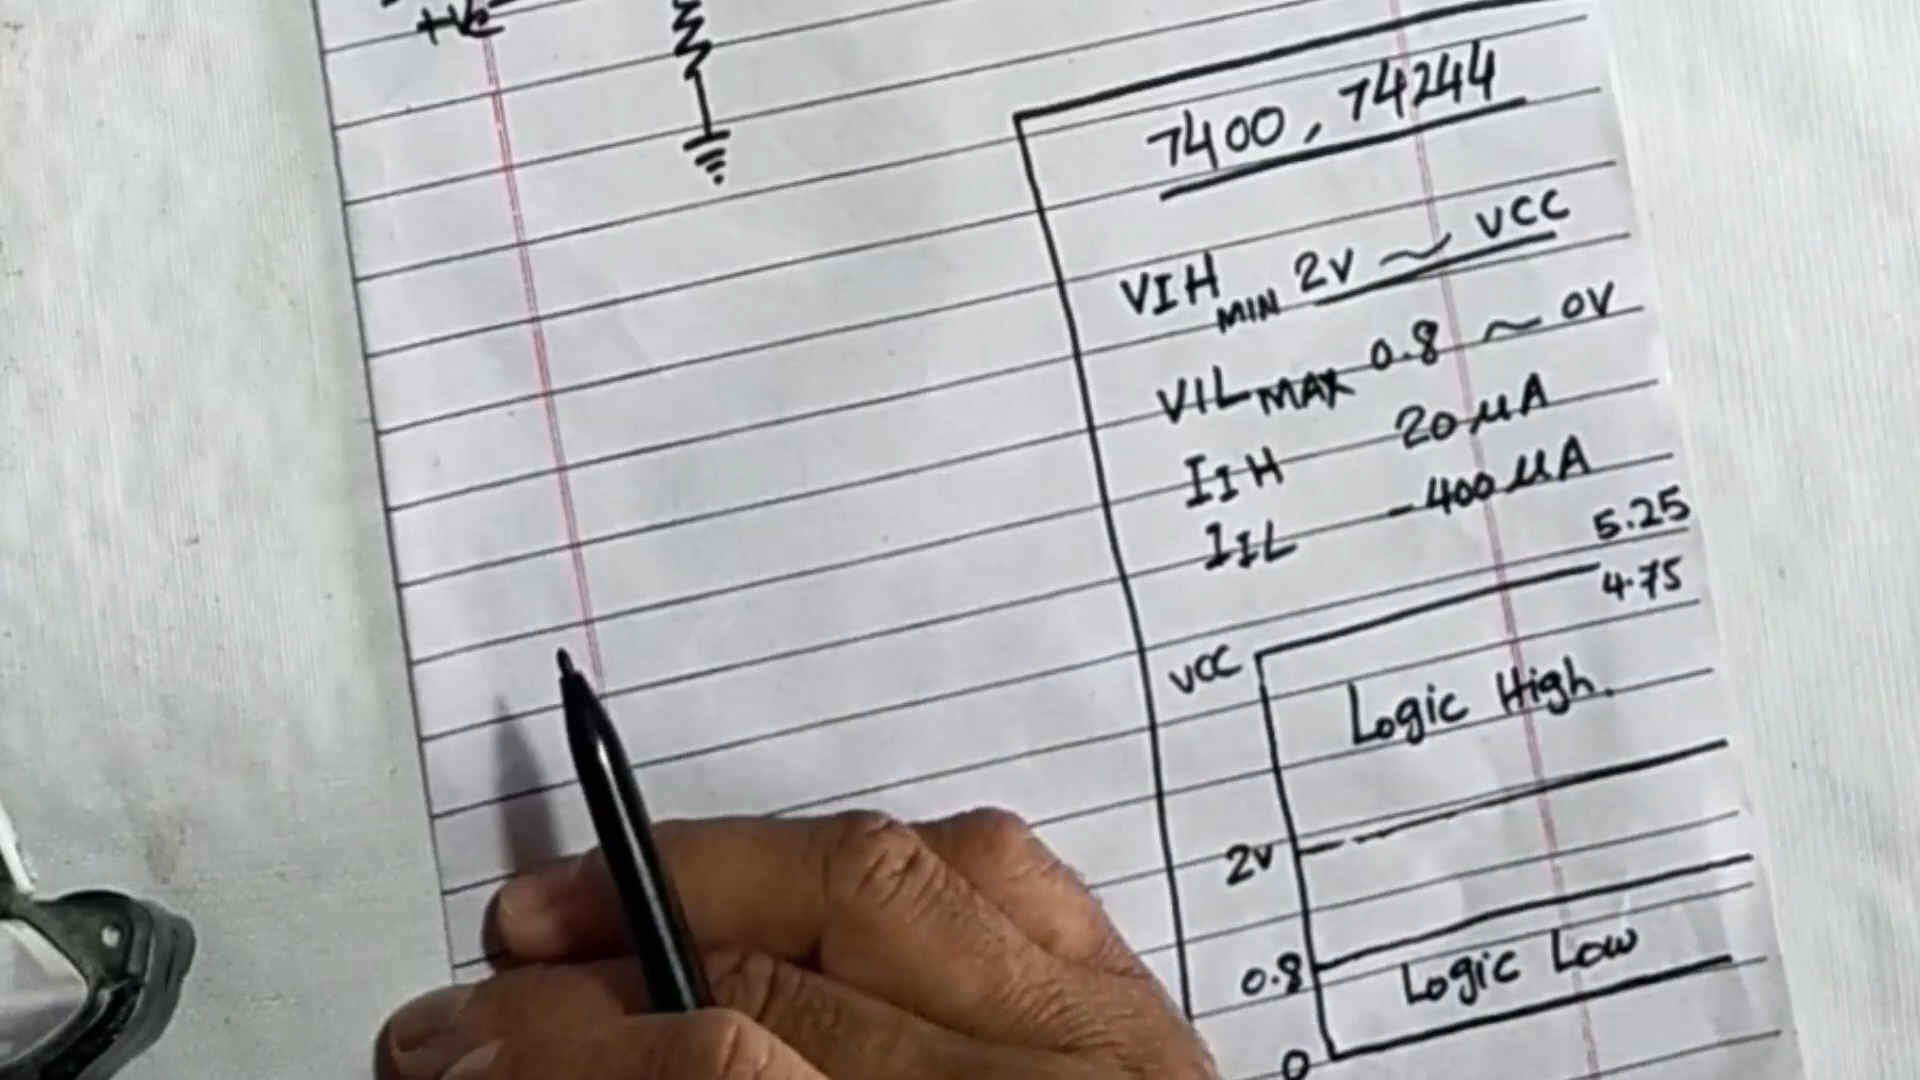 +Vc
7400, 74244
VIH MIN 2V ~ VCC
VIL MAX 0.8 ~ 0V
IIH 20 μA
IIL -400 μA
5.25
4.75
VCC
Logic High.
2V
0.8
Logic Low
0